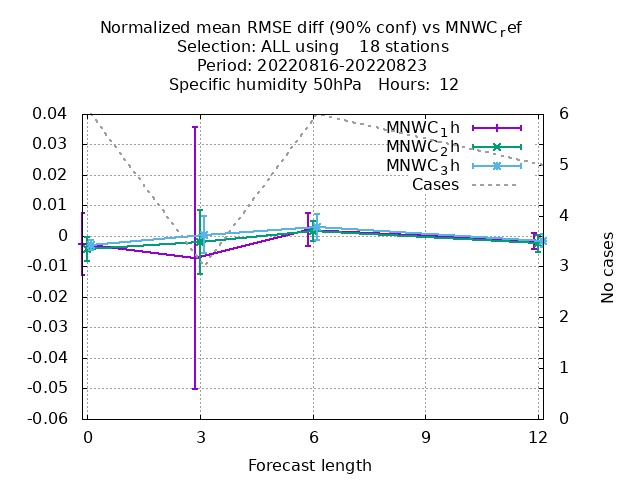 Normalized mean RMSE diff (90% conf) vs MNWC_ref
Selection: ALL using    18 stations
Period: 20220816-20220823
Specific humidity 50hPa   Hours:  12
0.04
0.03
0.02
0.01
0
-0.01
-0.02
-0.03
-0.04
-0.05
-0.06
MNWC_1h
MNWC_2h
MNWC_3h
Cases
6
5
4
3
2
1
0
No cases
0 3 6 9 12
Forecast length